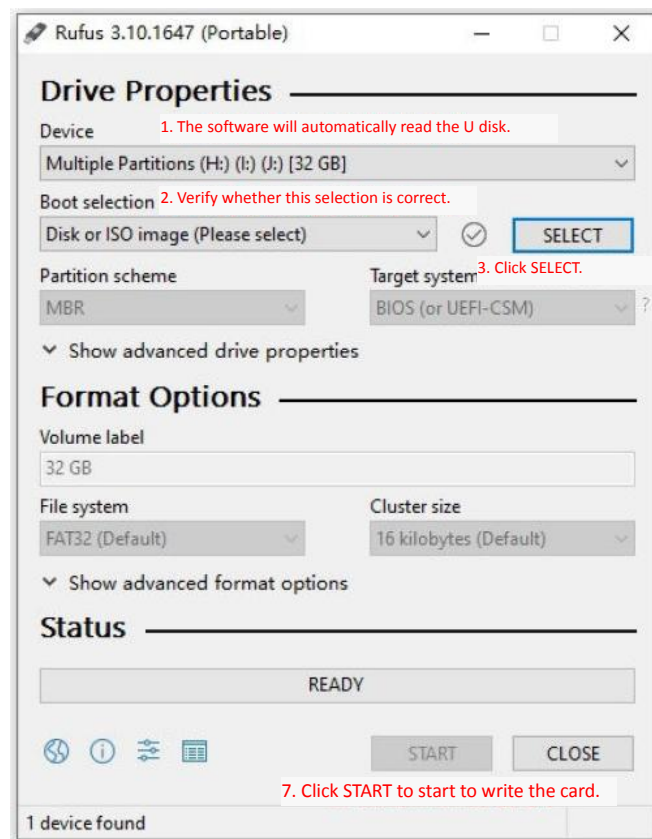 Rufus 3.10.1647 (Portable)
Drive Properties
Device
1. The software will automatically read the U disk.
Multiple Partitions (H:) (I:) (J:) [32 GB]
Boot selection
2. Verify whether this selection is correct.
Disk or ISO image (Please select)
SELECT
3. Click SELECT.
Partition scheme
Target system
MBR
BIOS (or UEFI-CSM)
?
Show advanced drive properties
Format Options
Volume label
32 GB
File system
Cluster size
FAT32 (Default)
16 kilobytes (Default)
Show advanced format options
Status
READY
START
CLOSE
7. Click START to start to write the card.
1 device found